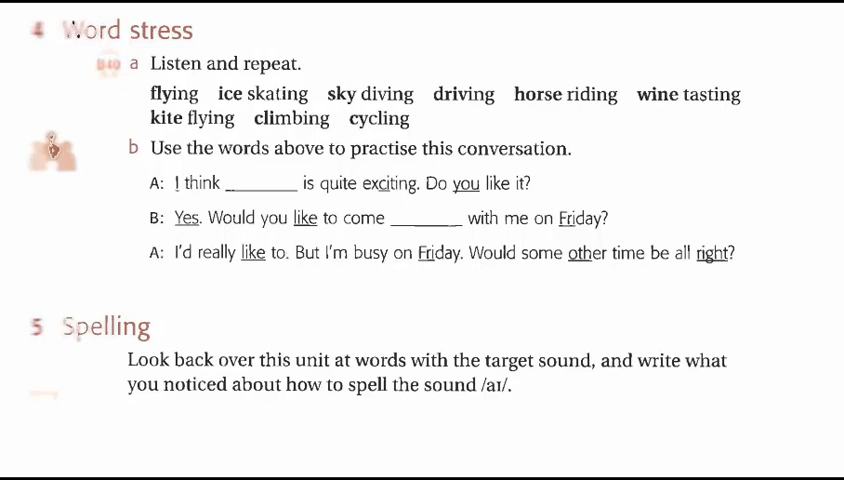 4 Word stress
a Listen and repeat.
flying ice skating sky diving driving horse riding wine tasting
kite flying climbing cycling
b Use the words above to practise this conversation.
A: I think ________ is quite exciting. Do you like it?
B: Yes. Would you like to come ________ with me on Friday?
A: I'd really like to. But I'm busy on Friday. Would some other time be all right?
5 Spelling
Look back over this unit at words with the target sound, and write what
you noticed about how to spell the sound /aɪ/.